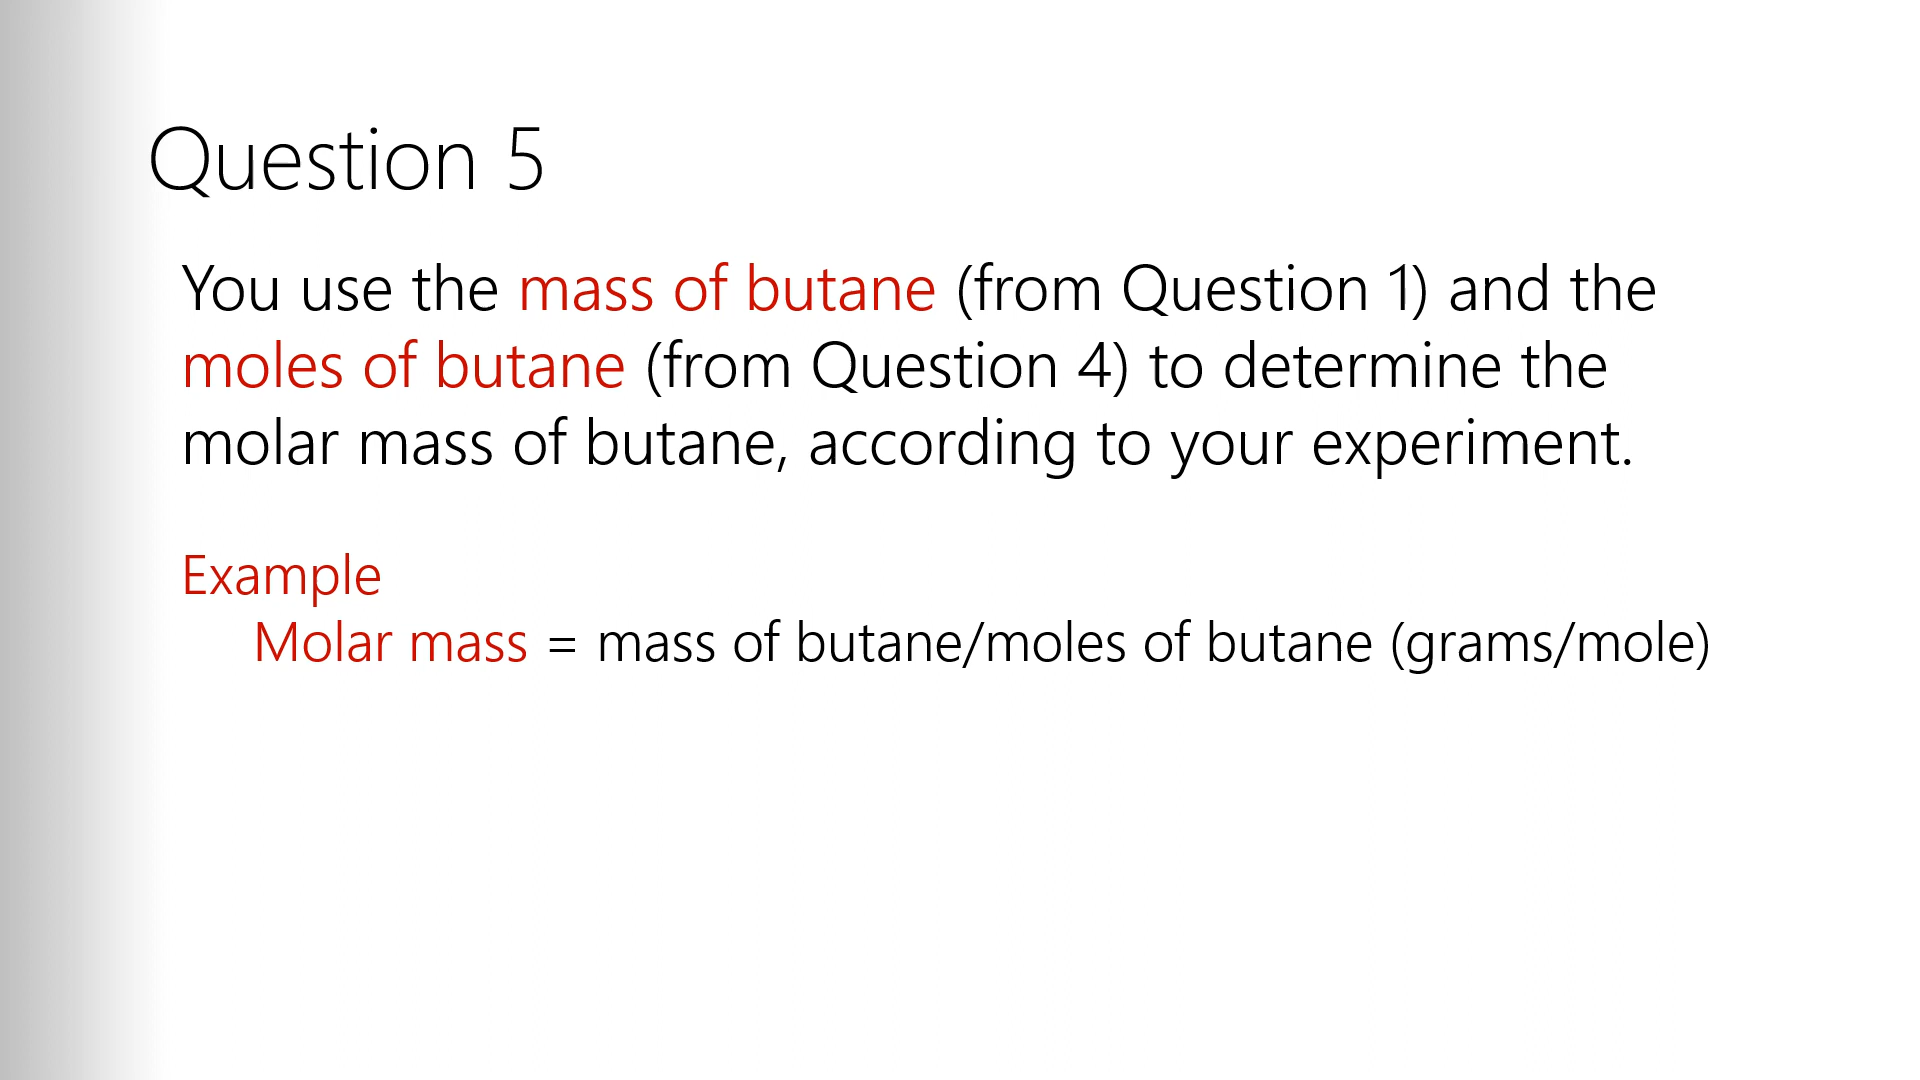 Question 5
You use the mass of butane (from Question 1) and the
moles of butane (from Question 4) to determine the
molar mass of butane, according to your experiment.
Example
Molar mass = mass of butane/moles of butane (grams/mole)